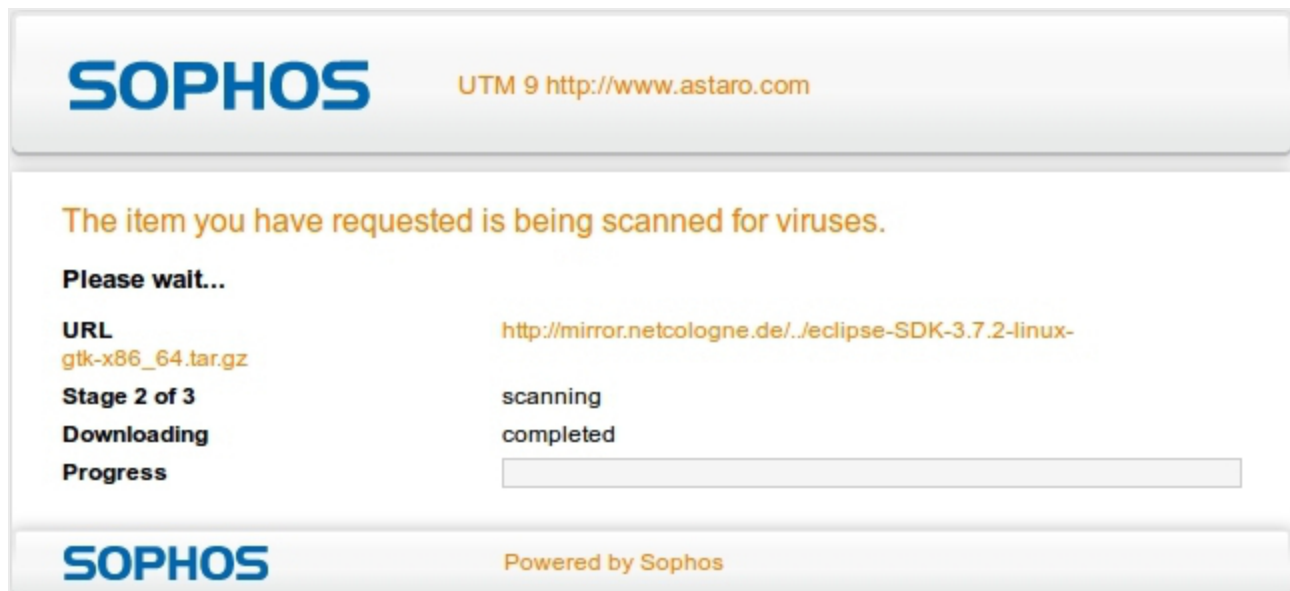 SOPHOS UTM 9 http://www.astaro.com
The item you have requested is being scanned for viruses.
Please wait...
URL http://mirror.netcologne.de/../eclipse-SDK-3.7.2-linux-
gtk-x86_64.tar.gz
Stage 2 of 3 scanning
Downloading completed
Progress
SOPHOS Powered by Sophos